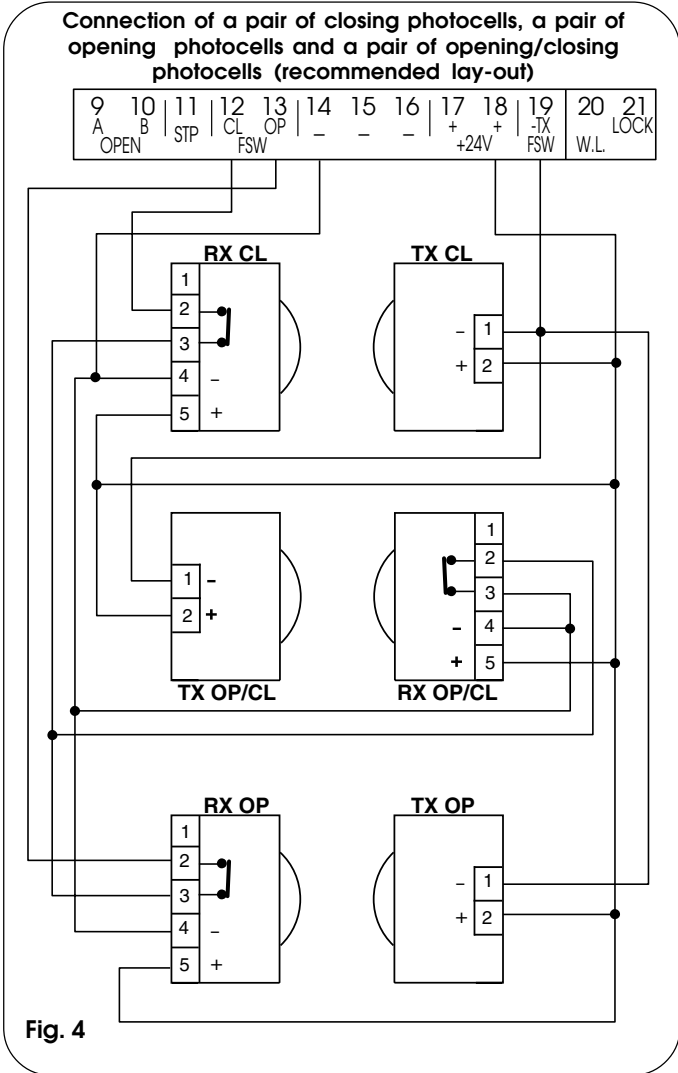 Connection of a pair of closing photocells, a pair of
opening photocells and a pair of opening/closing
photocells (recommended lay-out)
9 10 11 12 13 14 15 16 17 18 19 20 21
A B STP CL OP _ _ _ + + -TX LOCK
OPEN FSW +24V FSW W.L.
RX CL TX CL
1
2
3
4 –
5 +
– 1
+ 2
1 -
2 +
1
2
3
- 4
+ 5
TX OP/CL RX OP/CL
RX OP TX OP
1
2
3
4 –
5 +
– 1
+ 2
Fig. 4